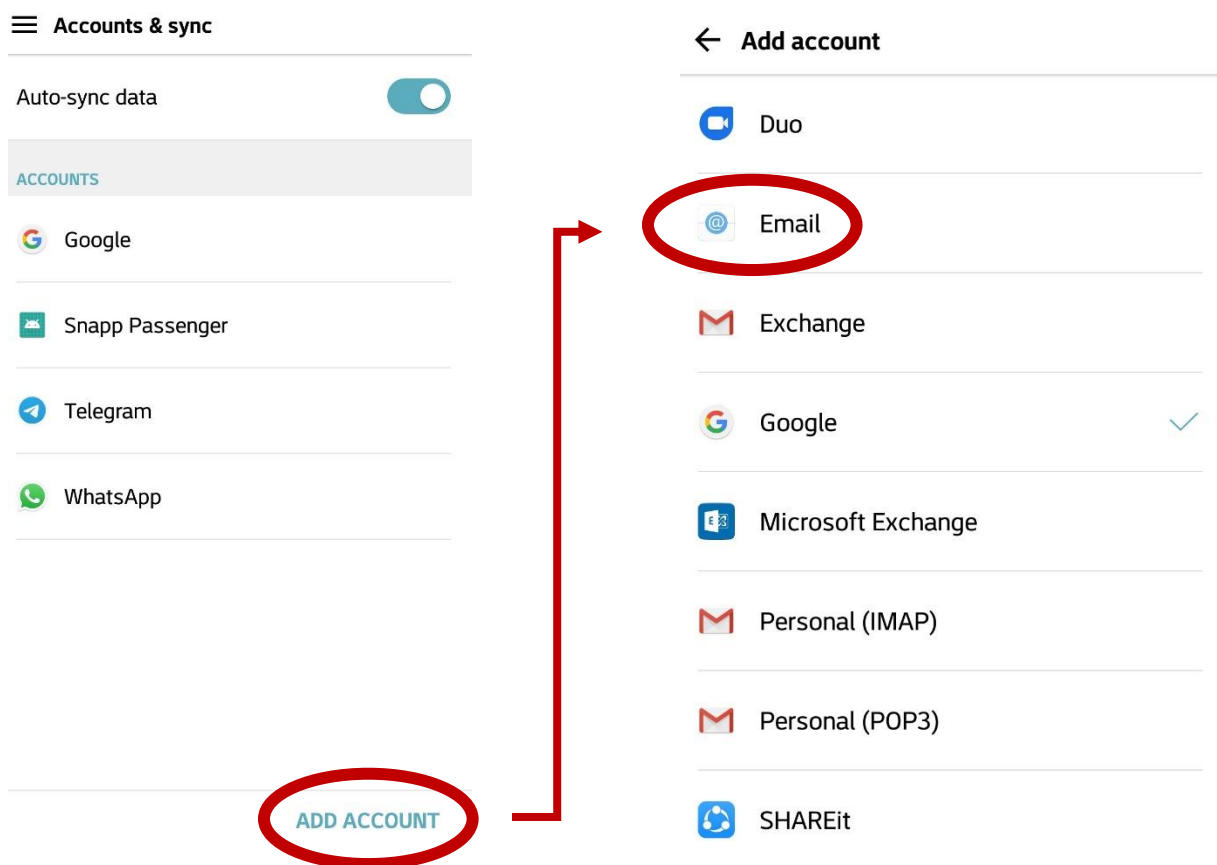 Accounts & sync
Auto-sync data
ACCOUNTS
Google
Snapp Passenger
Telegram
WhatsApp
ADD ACCOUNT
Add account
Duo
Email
Exchange
Google
Microsoft Exchange
Personal (IMAP)
Personal (POP3)
SHAREit